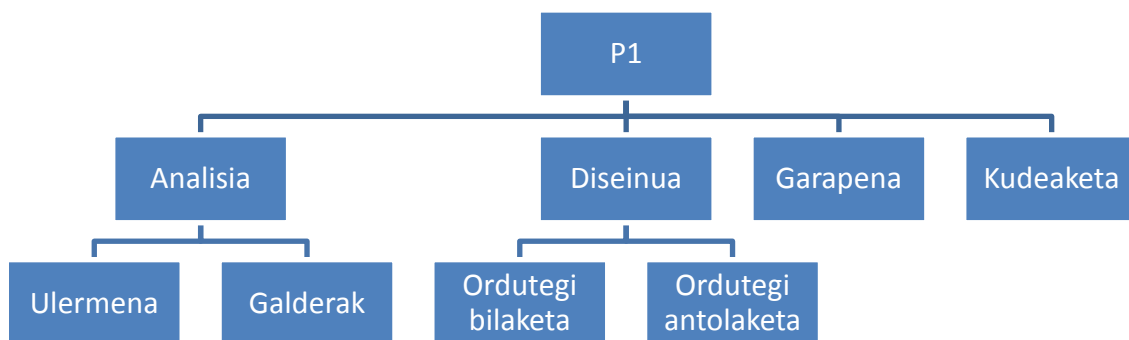 P1
Analisia
Diseinua
Garapena
Kudeaketa
Ulermena
Galderak
Ordutegi
bilaketa
Ordutegi
antolaketa